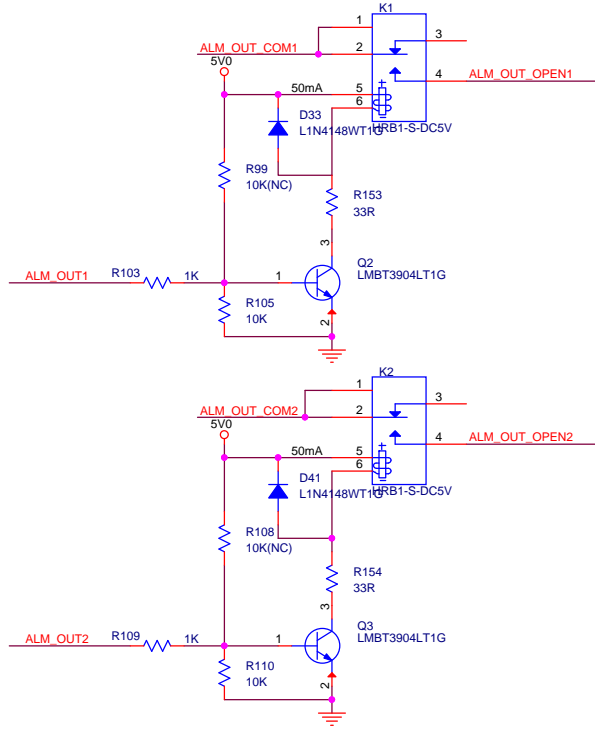 K1
1
3
ALM_OUT_COM1
2
5V0
4
ALM_OUT_OPEN1
50mA
5
6
D33
L1N4148WT1G
HRB1-S-DC5V
R99
10K(NC)
R153
33R
3
Q2
LMBT3904LT1G
ALM_OUT1
R103
1K
1
R105
10K
2
K2
1
3
ALM_OUT_COM2
2
5V0
4
ALM_OUT_OPEN2
50mA
5
6
D41
L1N4148WT1G
HRB1-S-DC5V
R108
10K(NC)
R154
33R
3
Q3
LMBT3904LT1G
ALM_OUT2
R109
1K
1
R110
10K
2